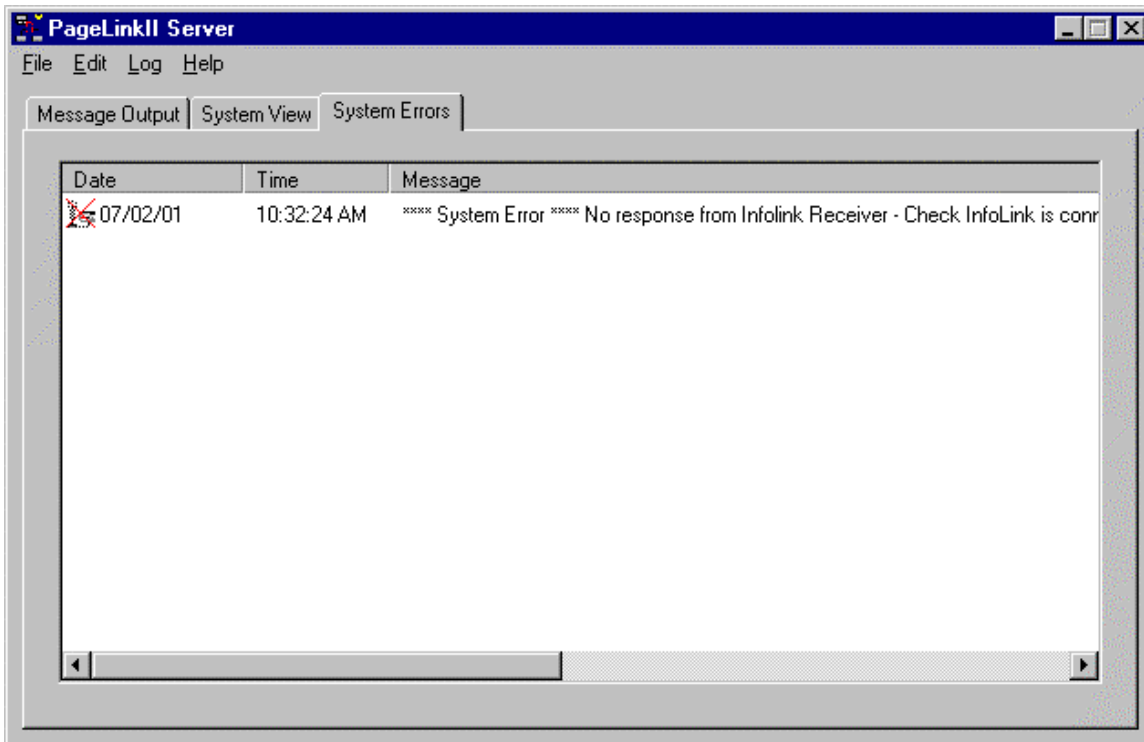 PageLinkII Server
File Edit Log Help
Message Output System View System Errors
Date Time Message
07/02/01 10:32:24 AM **** System Error **** No response from Infolink Receiver - Check InfoLink is conr